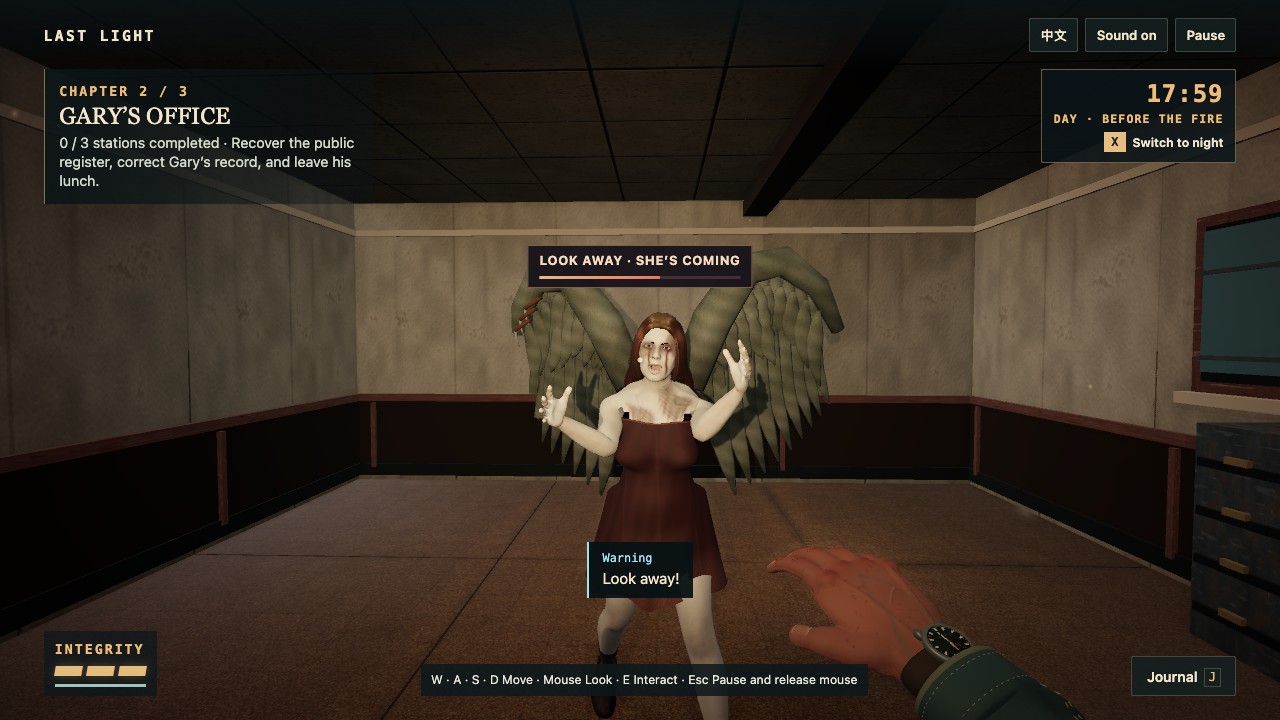 LAST LIGHT
中文
Sound on
Pause
CHAPTER 2 / 3
GARY’S OFFICE
0 / 3 stations completed · Recover the public
register, correct Gary’s record, and leave his
lunch.
17:59
DAY · BEFORE THE FIRE
X Switch to night
LOOK AWAY · SHE’S COMING
Warning
Look away!
INTEGRITY
W · A · S · D Move · Mouse Look · E Interact · Esc Pause and release mouse
Journal J